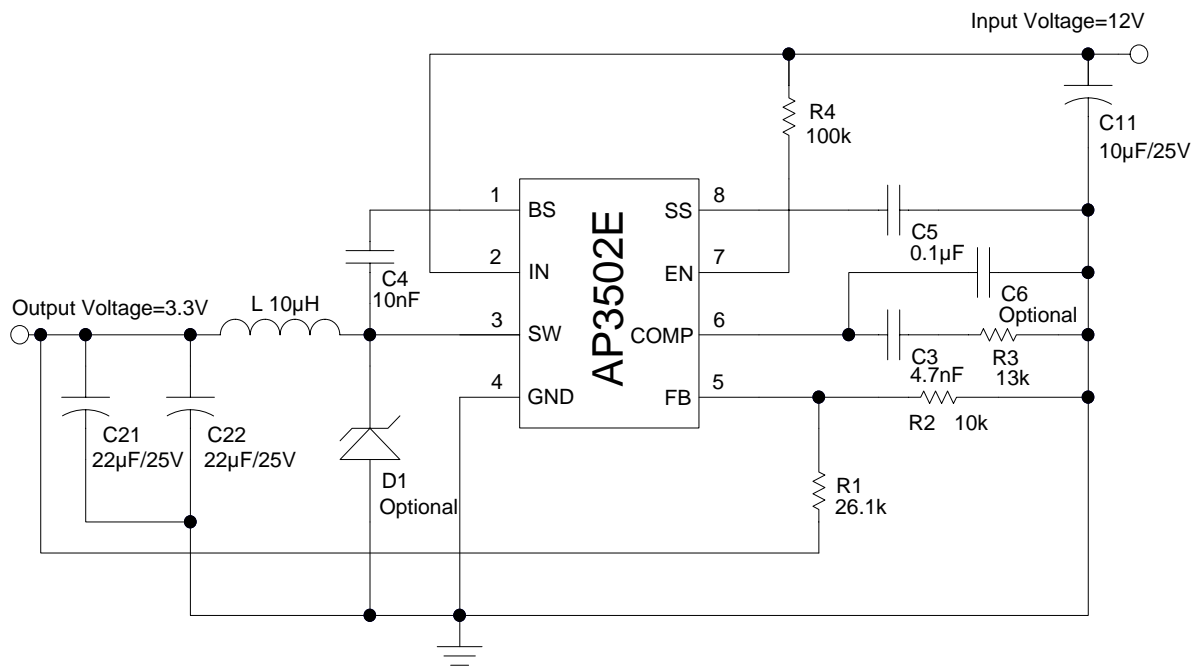 Input Voltage=12V
R4
100k
C11
10µF/25V
1
BS
SS
8
C4
10nF
AP3502E
C5
0.1µF
2
IN
EN
7
C6
Optional
Output Voltage=3.3V
L 10µH
3
SW
COMP
6
C3
4.7nF
R3
13k
4
GND
FB
5
R2
10k
C21
22µF/25V
C22
22µF/25V
D1
Optional
R1
26.1k